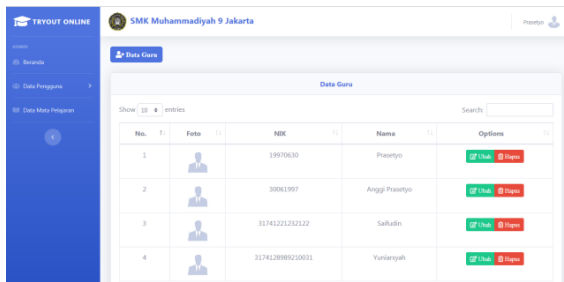 TRYOUT ONLINE
SMK Muhammadiyah 9 Jakarta
Prasetyo
ADMIN
Beranda
Data Pengguna
Data Mata Pelajaran
Data Guru
Data Guru
Show 10 entries
Search:
No. Foto NIK Nama Options
1 19970630 Prasetyo Ubah Hapus
2 30061997 Anggi Prasetyo Ubah Hapus
3 31741221232122 Saifudin Ubah Hapus
4 3174128989210031 Yuniarsyah Ubah Hapus